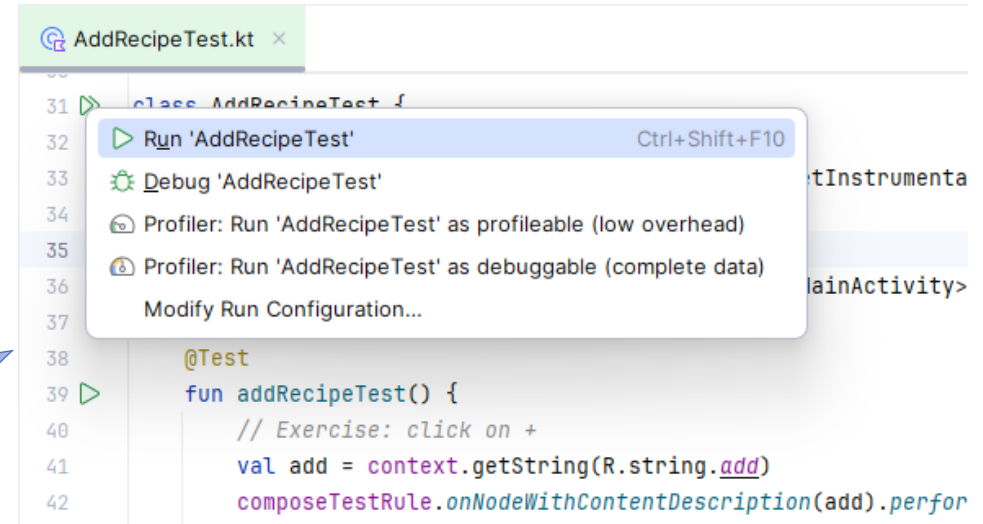 AddRecipeTest.kt
31 class AddRecipeTest {
32 Run 'AddRecipeTest' Ctrl+Shift+F10
33 Debug 'AddRecipeTest' tInstrumenta
34 Profiler: Run 'AddRecipeTest' as profileable (low overhead)
35 Profiler: Run 'AddRecipeTest' as debuggable (complete data)
36 MainActivity>
Modify Run Configuration...
37
38 @Test
39 fun addRecipeTest() {
40 // Exercise: click on +
41 val add = context.getString(R.string.add)
42 composeTestRule.onNodeWithContentDescription(add).perfor